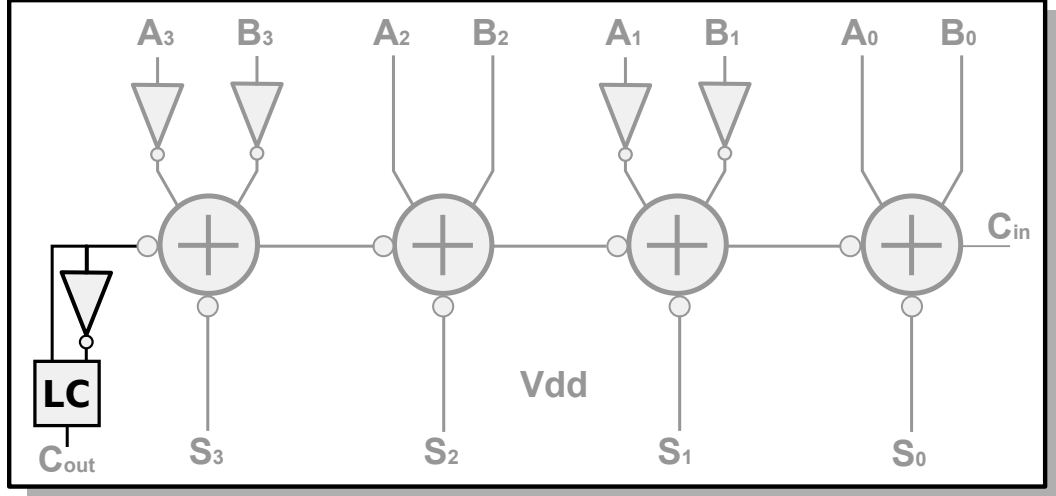 A3 B3 A2 B2 A1 B1 A0 B0
Cin
LC
Vdd
Cout S3 S2 S1 S0